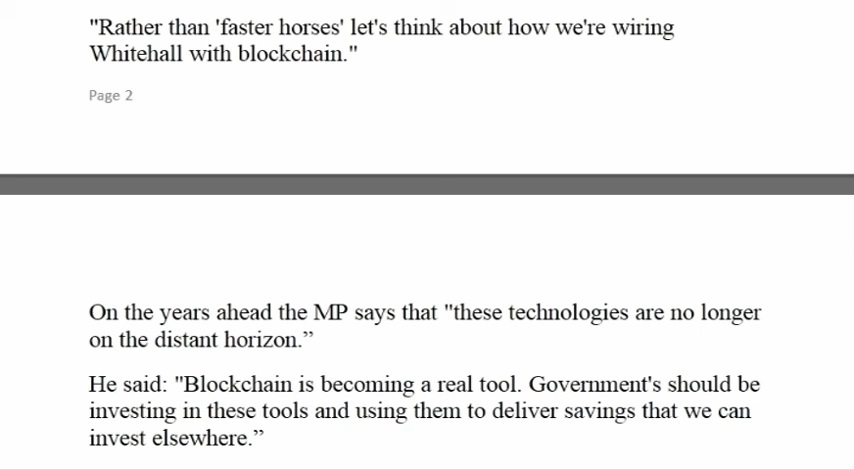 "Rather than 'faster horses' let's think about how we're wiring
Whitehall with blockchain."
Page 2
On the years ahead the MP says that "these technologies are no longer
on the distant horizon.”
He said: "Blockchain is becoming a real tool. Government's should be
investing in these tools and using them to deliver savings that we can
invest elsewhere.”